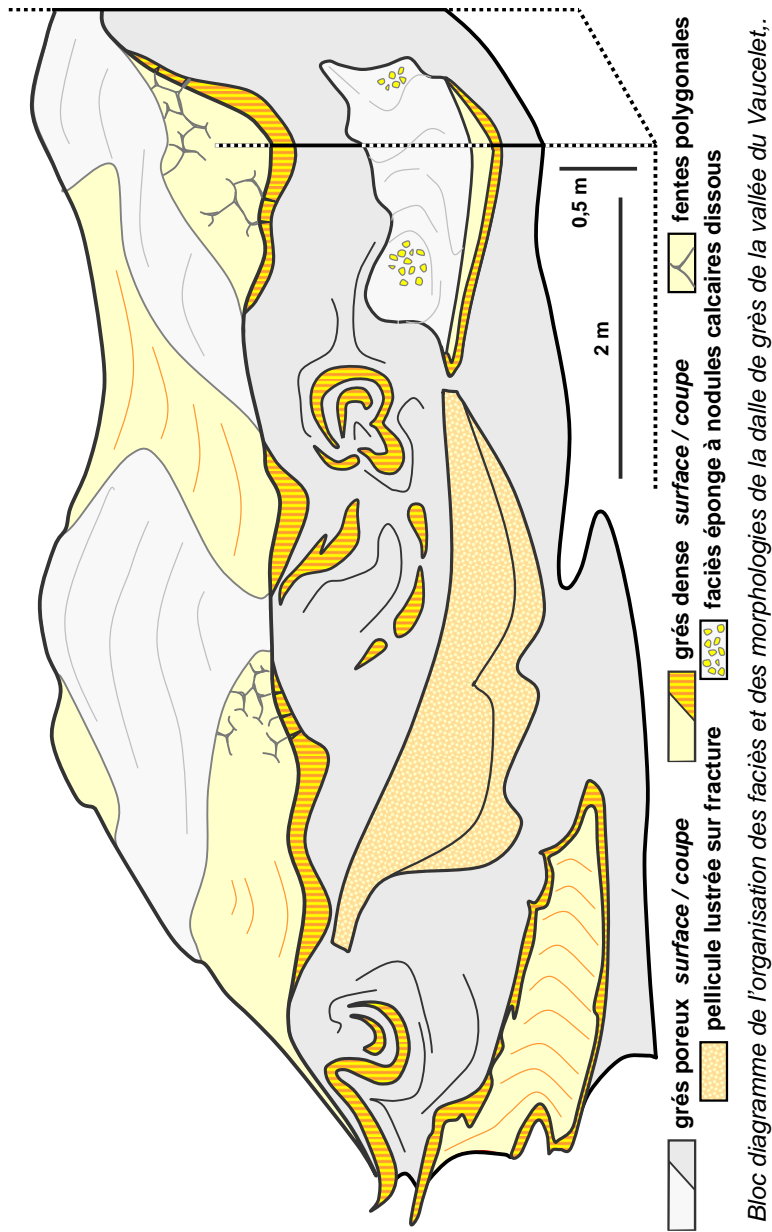 0,5 m
2 m
grés poreux surface / coupe
grés dense surface / coupe
fentes polygonales
pellicule lustrée sur fracture
faciès éponge à nodules calcaires dissous
Bloc diagramme de l'organisation des faciès et des morphologies de la dalle de grès de la vallée du Vaucelet,.